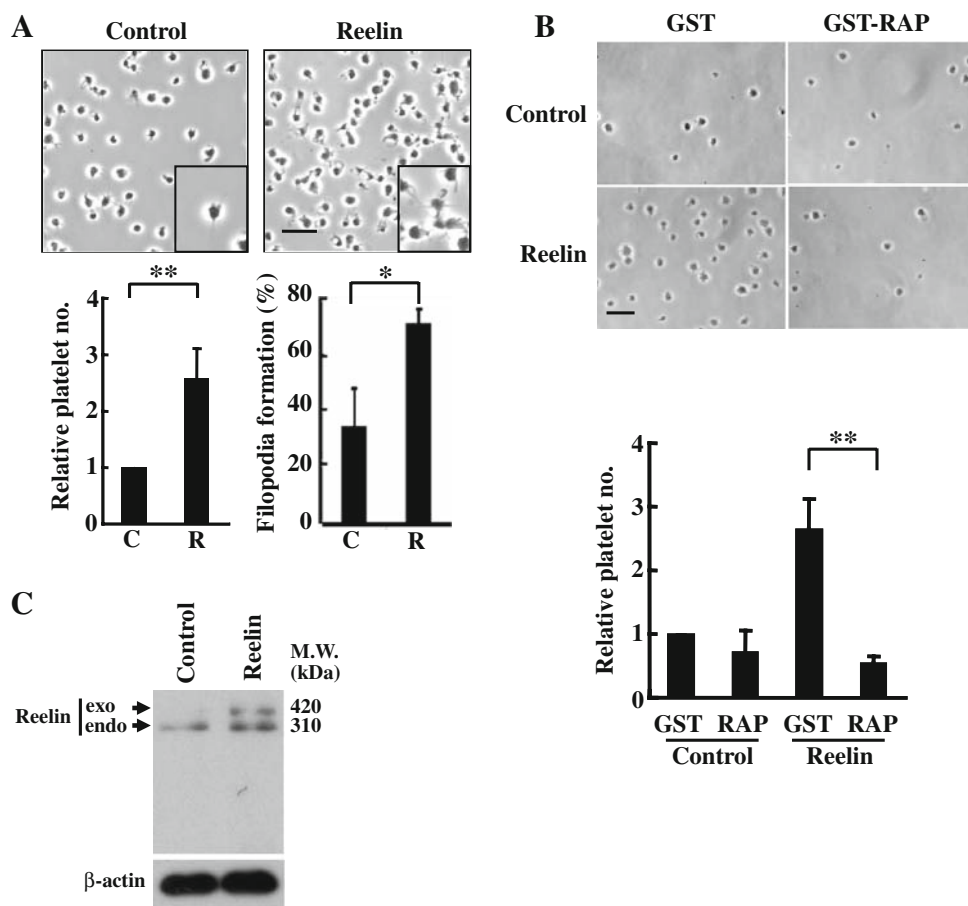 A
Control
Reelin
**
Relative platelet no.
4
3
2
1
0
C
R
*
Filopodia formation (%)
80
60
40
20
0
C
R
B
GST
GST-RAP
Control
Reelin
**
Relative platelet no.
4
3
2
1
0
GST RAP GST RAP
Control Reelin
C
Control
Reelin
M.W.
(kDa)
Reelin
exo
420
endo
310
β-actin